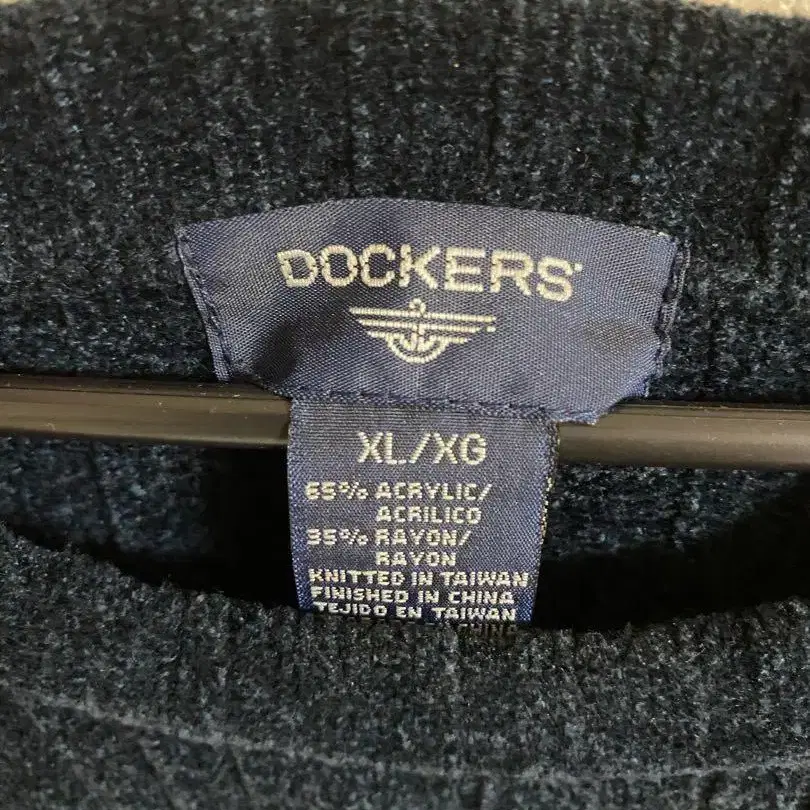 DOCKERS
XL/XG
65% ACRYLIC/
ACRILICO
35% RAYON/
RAYON
KNITTED IN TAIWAN
FINISHED IN CHINA
TEJIDO EN TAIWAN